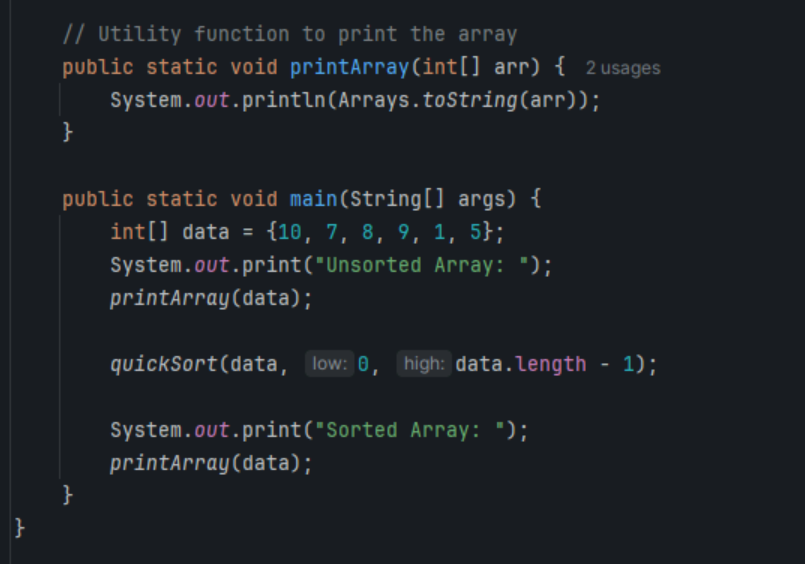 // Utility function to print the array
public static void printArray(int[] arr) {  2 usages
    System.out.println(Arrays.toString(arr));
}

public static void main(String[] args) {
    int[] data = {10, 7, 8, 9, 1, 5};
    System.out.print("Unsorted Array: ");
    printArray(data);

    quickSort(data, low: 0, high: data.length - 1);

    System.out.print("Sorted Array: ");
    printArray(data);
}
}